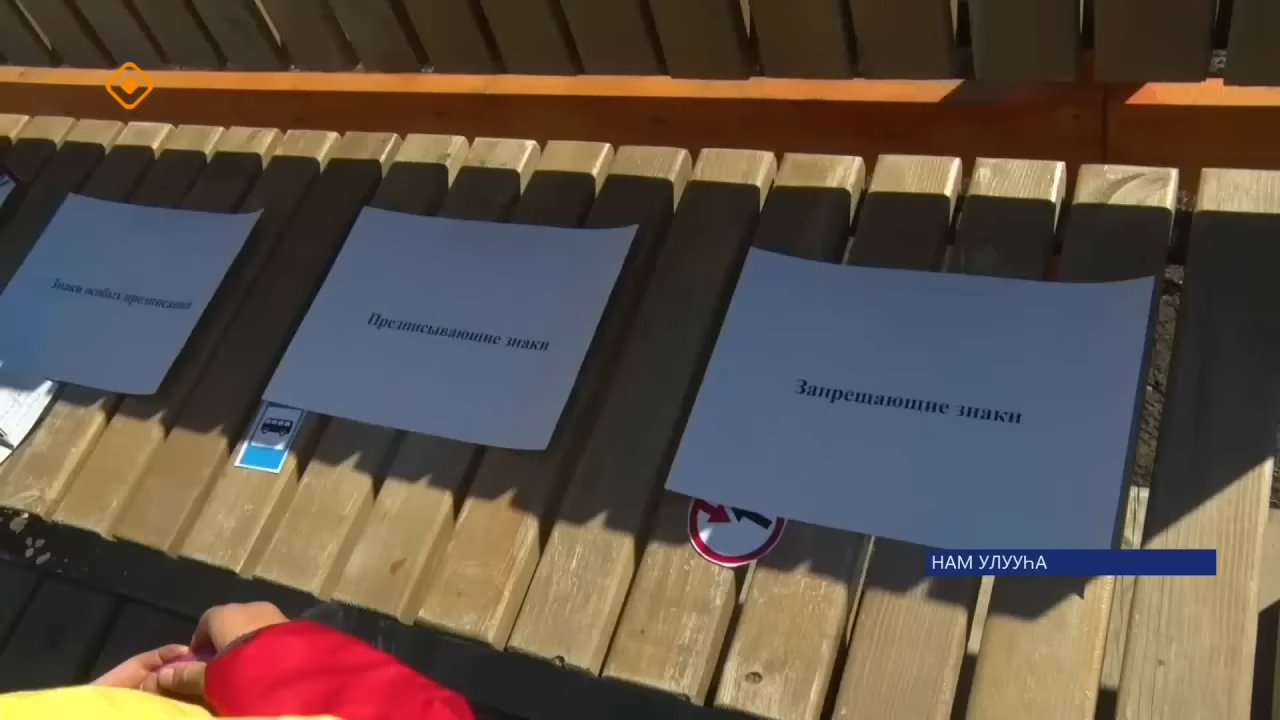 Знаки особых предписаний
Предписывающие знаки
Запрещающие знаки
НАМ УЛУУҺА